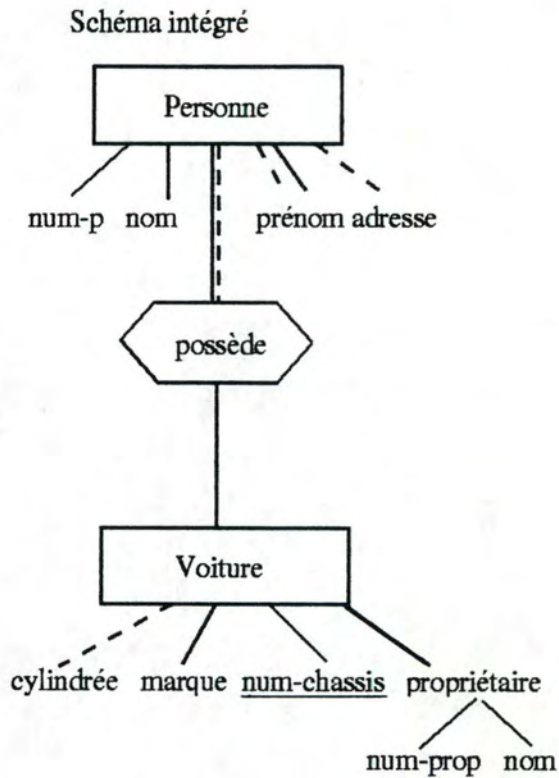 Schéma intégré
Personne
num-p nom prénom adresse
possède
Voiture
cylindrée marque num-chassis propriétaire
num-prop nom